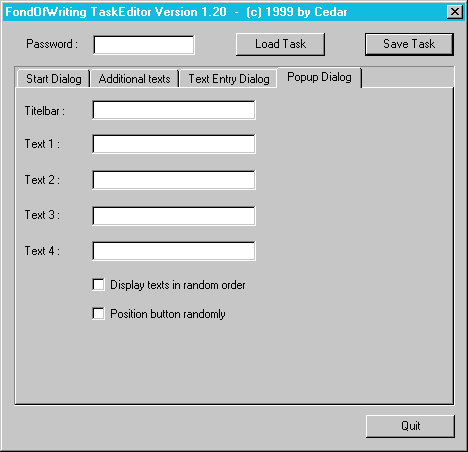 FondOfWriting TaskEditor Version 1.20 - (c) 1999 by Cedar
Password : Load Task Save Task
Start Dialog Additional texts Text Entry Dialog Popup Dialog
Titelbar :
Text 1 :
Text 2 :
Text 3 :
Text 4 :
Display texts in random order
Position button randomly
Quit